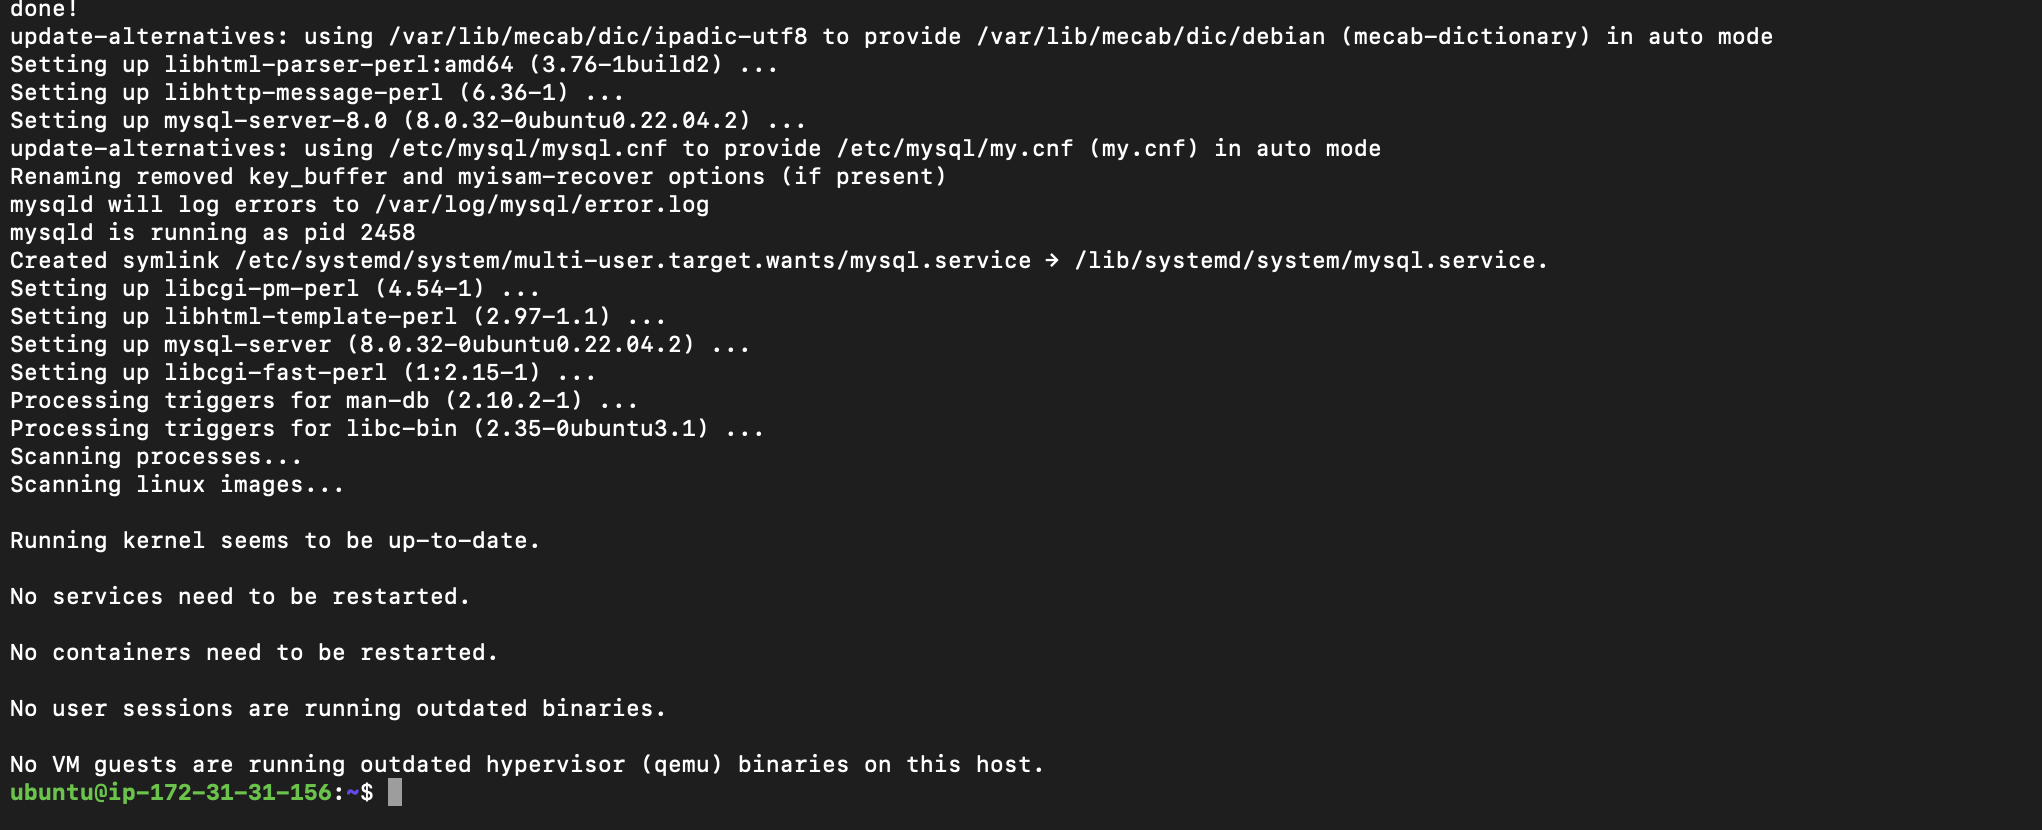 done!
update-alternatives: using /var/lib/mecab/dic/ipadic-utf8 to provide /var/lib/mecab/dic/debian (mecab-dictionary) in auto mode
Setting up libhtml-parser-perl:amd64 (3.76-1build2) ...
Setting up libhttp-message-perl (6.36-1) ...
Setting up mysql-server-8.0 (8.0.32-0ubuntu0.22.04.2) ...
update-alternatives: using /etc/mysql/mysql.cnf to provide /etc/mysql/my.cnf (my.cnf) in auto mode
Renaming removed key_buffer and myisam-recover options (if present)
mysqld will log errors to /var/log/mysql/error.log
mysqld is running as pid 2458
Created symlink /etc/systemd/system/multi-user.target.wants/mysql.service → /lib/systemd/system/mysql.service.
Setting up libcgi-pm-perl (4.54-1) ...
Setting up libhtml-template-perl (2.97-1.1) ...
Setting up mysql-server (8.0.32-0ubuntu0.22.04.2) ...
Setting up libcgi-fast-perl (1:2.15-1) ...
Processing triggers for man-db (2.10.2-1) ...
Processing triggers for libc-bin (2.35-0ubuntu3.1) ...
Scanning processes...
Scanning linux images...
Running kernel seems to be up-to-date.
No services need to be restarted.
No containers need to be restarted.
No user sessions are running outdated binaries.
No VM guests are running outdated hypervisor (qemu) binaries on this host.
ubuntu@ip-172-31-31-156:~$